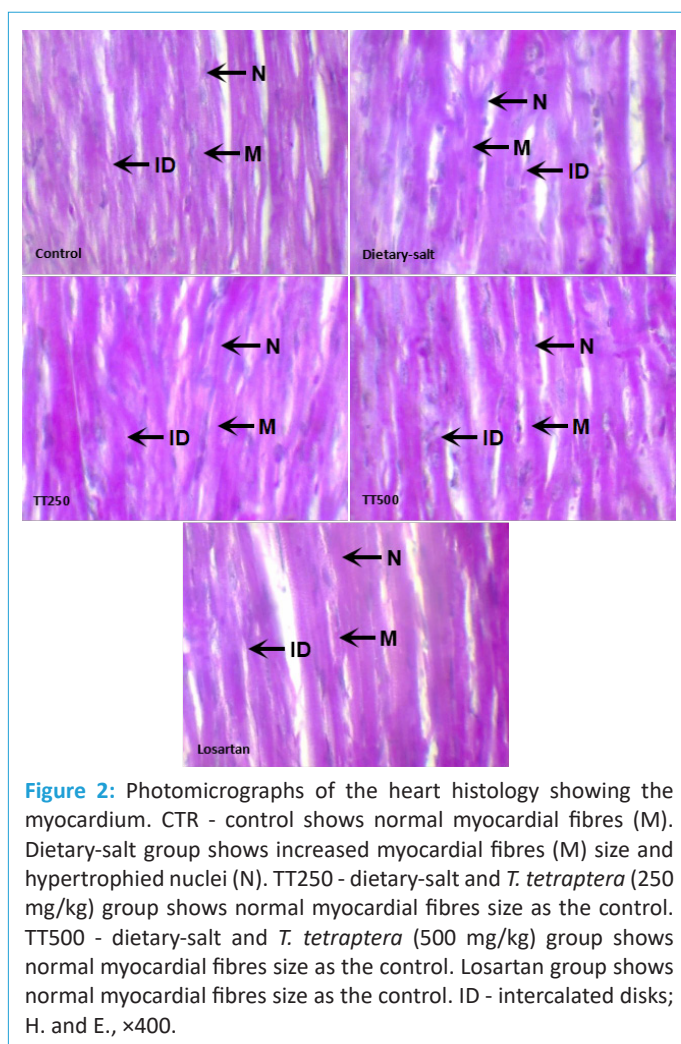 N
M
ID
Control
N
M
ID
Dietary-salt
N
M
ID
TT250
N
M
ID
TT500
N
M
ID
Losartan
Figure 2: Photomicrographs of the heart histology showing the
myocardium. CTR - control shows normal myocardial fibres (M).
Dietary-salt group shows increased myocardial fibres (M) size and
hypertrophied nuclei (N). TT250 - dietary-salt and T. tetraptera (250
mg/kg) group shows normal myocardial fibres size as the control.
TT500 - dietary-salt and T. tetraptera (500 mg/kg) group shows
normal myocardial fibres size as the control. Losartan group shows
normal myocardial fibres size as the control. ID - intercalated disks;
H. and E., ×400.